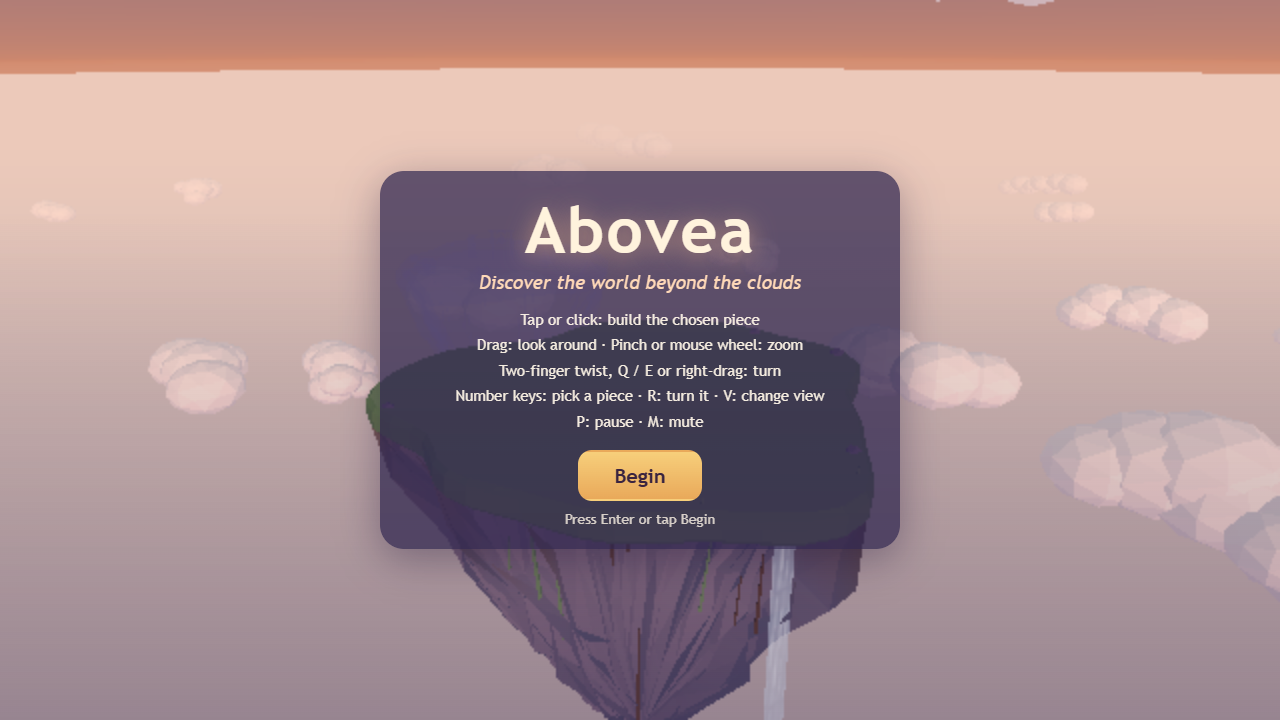 Abovea
Discover the world beyond the clouds
Tap or click: build the chosen piece
Drag: look around · Pinch or mouse wheel: zoom
Two-finger twist, Q / E or right-drag: turn
Number keys: pick a piece · R: turn it · V: change view
P: pause · M: mute
Begin
Press Enter or tap Begin